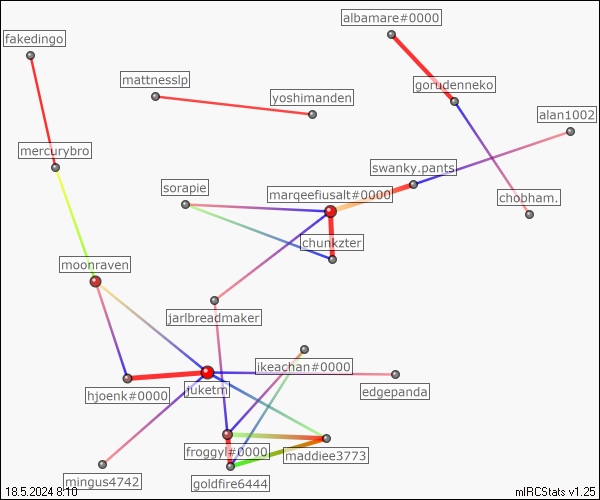 albamare#0000
fakedingo
mattnesslp
gorudenneko
yoshimanden
alan1002
mercurybro
swanky.pants
sorapie
marqeefiusalt#0000
chobham.
chunkzter
moonraven
jarlbreadmaker
ikeachan#0000
hjoenk#0000
juketm
edgepanda
froggyl#0000
maddiee3773
mingus4742
goldfire6444
18.5.2024 8:10
mIRCStats v1.25